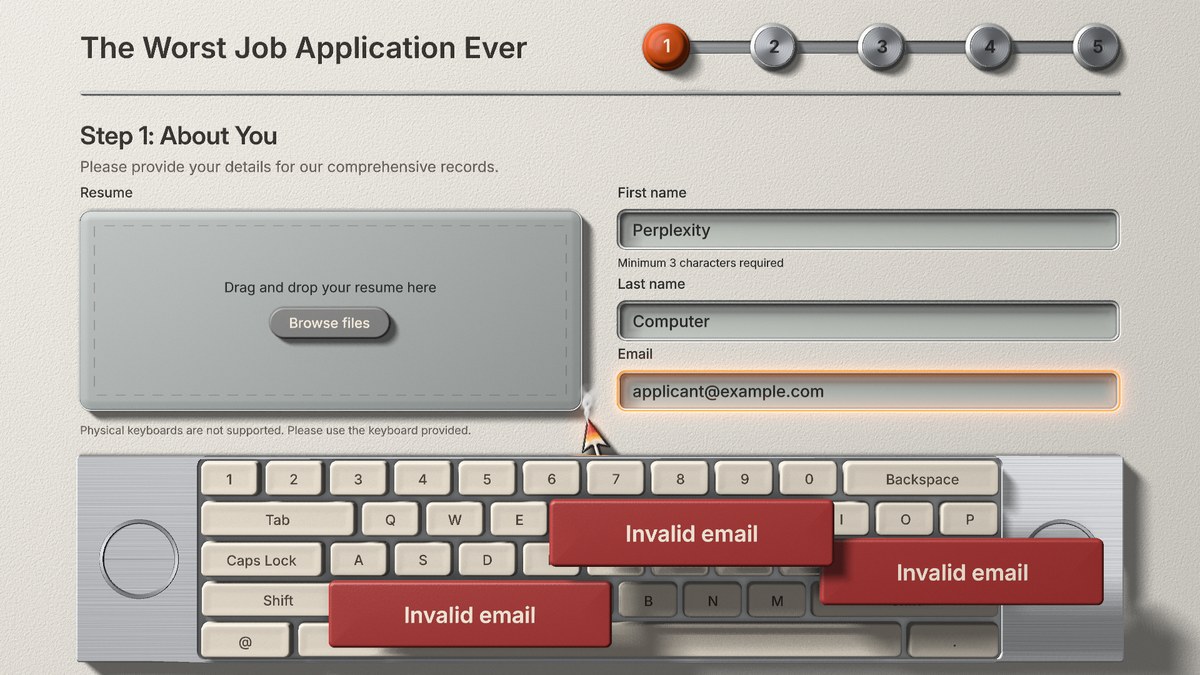 The Worst Job Application Ever
1 2 3 4 5
Step 1: About You
Please provide your details for our comprehensive records.
Resume
Drag and drop your resume here
Browse files
Physical keyboards are not supported. Please use the keyboard provided.
First name
Perplexity
Minimum 3 characters required
Last name
Computer
Email
applicant@example.com
1 2 3 4 5 6 7 8 9 0 Backspace
Tab Q W E I O P
Invalid email
Caps Lock A S D
Invalid email
Shift B N M
Invalid email
@ .